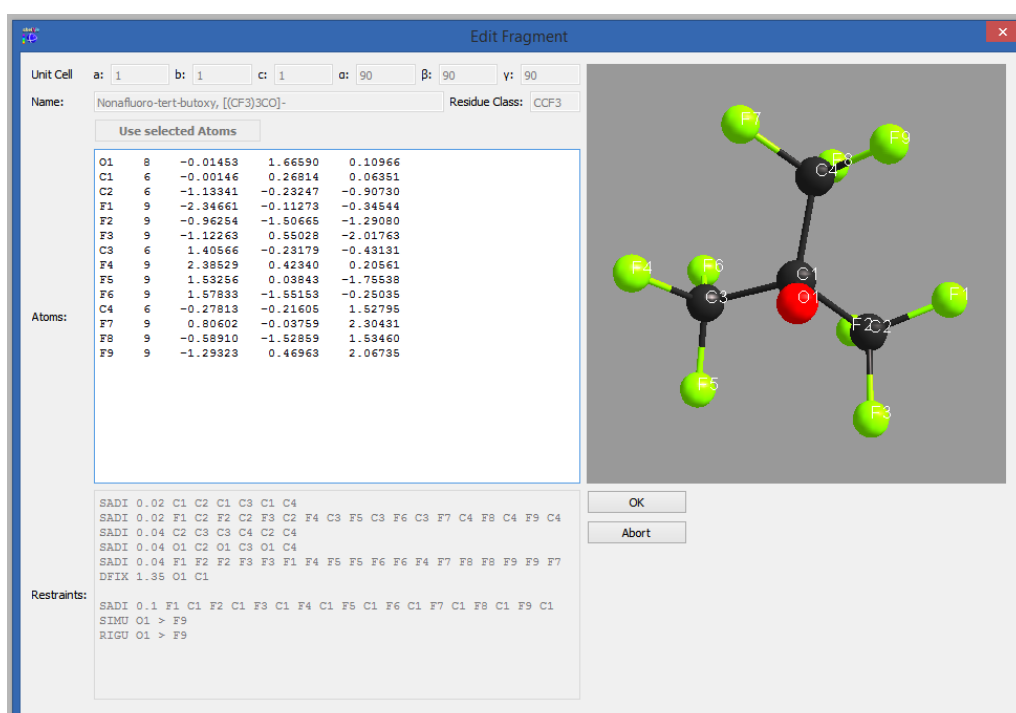 Edit Fragment
Unit Cell a: 1 b: 1 c: 1 α: 90 β: 90 γ: 90
Name: Nonafluoro-tert-butoxy, [(CF3)3CO]- Residue Class: CCF3
Use selected Atoms
Atoms:
O1 8 -0.01453 1.66590 0.10966
C1 6 -0.00146 0.26814 0.06351
C2 6 -1.13341 -0.23247 -0.90730
F1 9 -2.34661 -0.11273 -0.34544
F2 9 -0.96254 -1.50665 -1.29080
F3 9 -1.12263 0.55028 -2.01763
C3 6 1.40566 -0.23179 -0.43131
F4 9 2.38529 0.42340 0.20561
F5 9 1.53256 0.03843 -1.75538
F6 9 1.57833 -1.55153 -0.25035
C4 6 -0.27813 -0.21605 1.52795
F7 9 0.80602 -0.03759 2.30431
F8 9 -0.58910 -1.52859 1.53460
F9 9 -1.29323 0.46963 2.06735
F7
F9
F8
C4
F4
F6
C1
C3
O1
F1
F2
C2
F5
F3
Restraints:
SADI 0.02 C1 C2 C1 C3 C1 C4
SADI 0.02 F1 C2 F2 C2 F3 C2 F4 C3 F5 C3 F6 C3 F7 C4 F8 C4 F9 C4
SADI 0.04 C2 C3 C3 C4 C2 C4
SADI 0.04 O1 C2 O1 C3 O1 C4
SADI 0.04 F1 F2 F2 F3 F3 F1 F4 F5 F5 F6 F6 F4 F7 F8 F8 F9 F9 F7
DFIX 1.35 O1 C1
SADI 0.1 F1 C1 F2 C1 F3 C1 F4 C1 F5 C1 F6 C1 F7 C1 F8 C1 F9 C1
SIMU O1 > F9
RIGU O1 > F9
OK
Abort